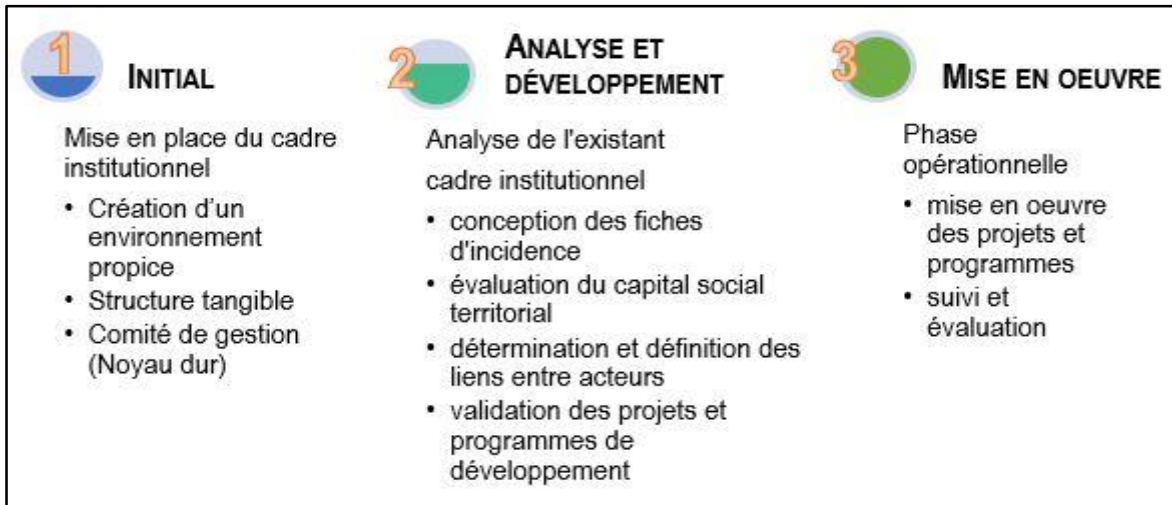 1
INITIAL
Mise en place du cadre
institutionnel
• Création d’un
environnement
propice
• Structure tangible
• Comité de gestion
(Noyau dur)
2
ANALYSE ET
DÉVELOPPEMENT
Analyse de l'existant
cadre institutionnel
• conception des fiches
d'incidence
• évaluation du capital social
territorial
• détermination et définition des
liens entre acteurs
• validation des projets et
programmes de
développement
3
MISE EN OEUVRE
Phase
opérationnelle
• mise en oeuvre
des projets et
programmes
• suivi et
évaluation